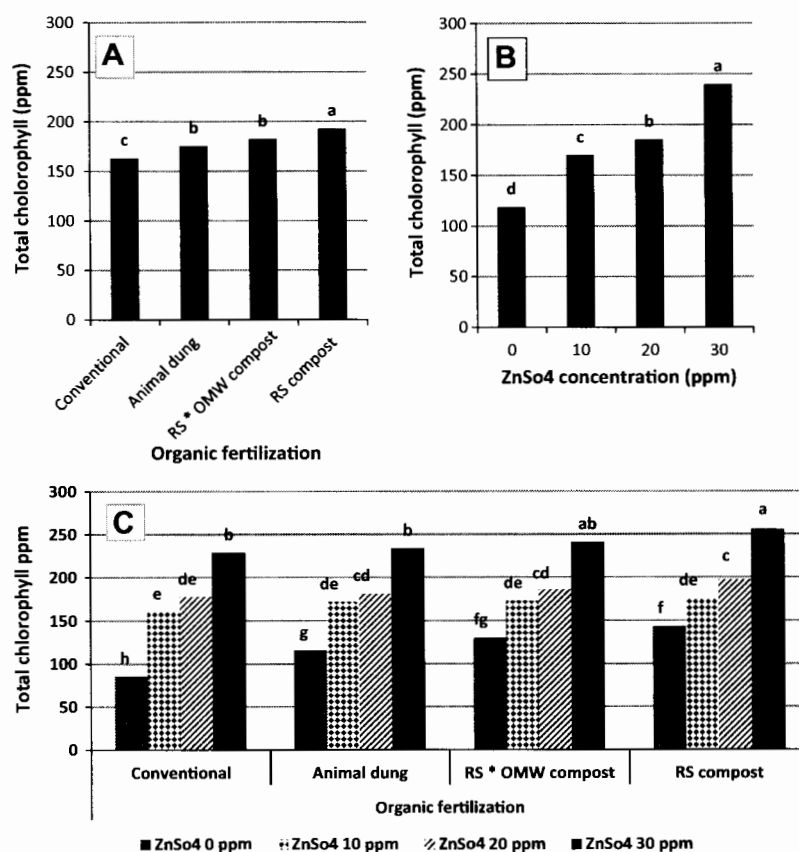 A
Total cholorophyll (ppm)
300
250
200
150
100
50
0
c
b
b
a
Conventional
Animal dung
RS * OMW compost
RS compost
Organic fertilization
B
Total cholorophyll (ppm)
300
250
200
150
100
50
0
d
c
b
a
0 10 20 30
ZnSo4 concentration (ppm)
C
Total chlorophyll ppm
300
250
200
150
100
50
0
h e de b
g de cd b
fg de cd ab
f de c a
Conventional Animal dung RS * OMW compost RS compost
Organic fertilization
ZnSo4 0 ppm ZnSo4 10 ppm ZnSo4 20 ppm ZnSo4 30 ppm